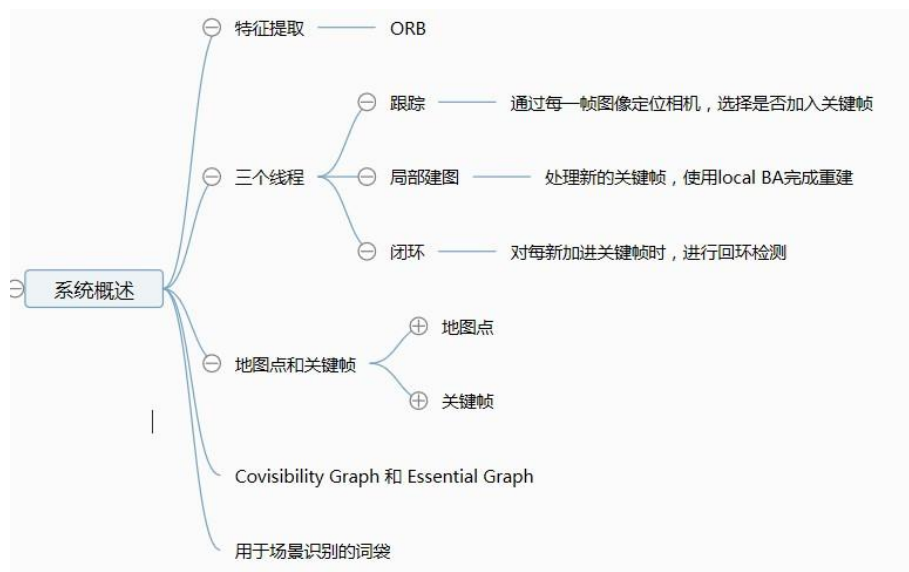 特征提取
ORB
三个线程
跟踪
通过每一帧图像定位相机，选择是否加入关键帧
局部建图
处理新的关键帧，使用local BA完成重建
闭环
对每新加进关键帧时，进行回环检测
系统概述
地图点和关键帧
地图点
关键帧
Covisibility Graph 和 Essential Graph
用于场景识别的词袋